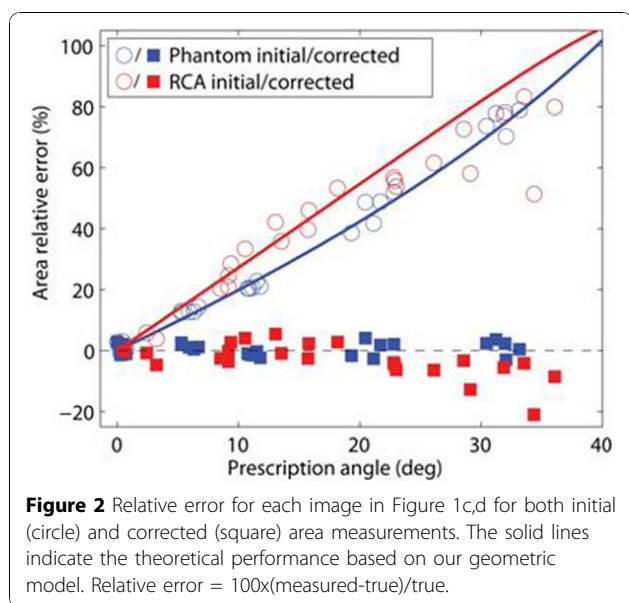 100
/ Phantom initial/corrected
/ RCA initial/corrected
80
60
40
20
0
−20
Area relative error (%)
0 10 20 30 40
Prescription angle (deg)
Figure 2 Relative error for each image in Figure 1c,d for both initial
(circle) and corrected (square) area measurements. The solid lines
indicate the theoretical performance based on our geometric
model. Relative error = 100x(measured-true)/true.